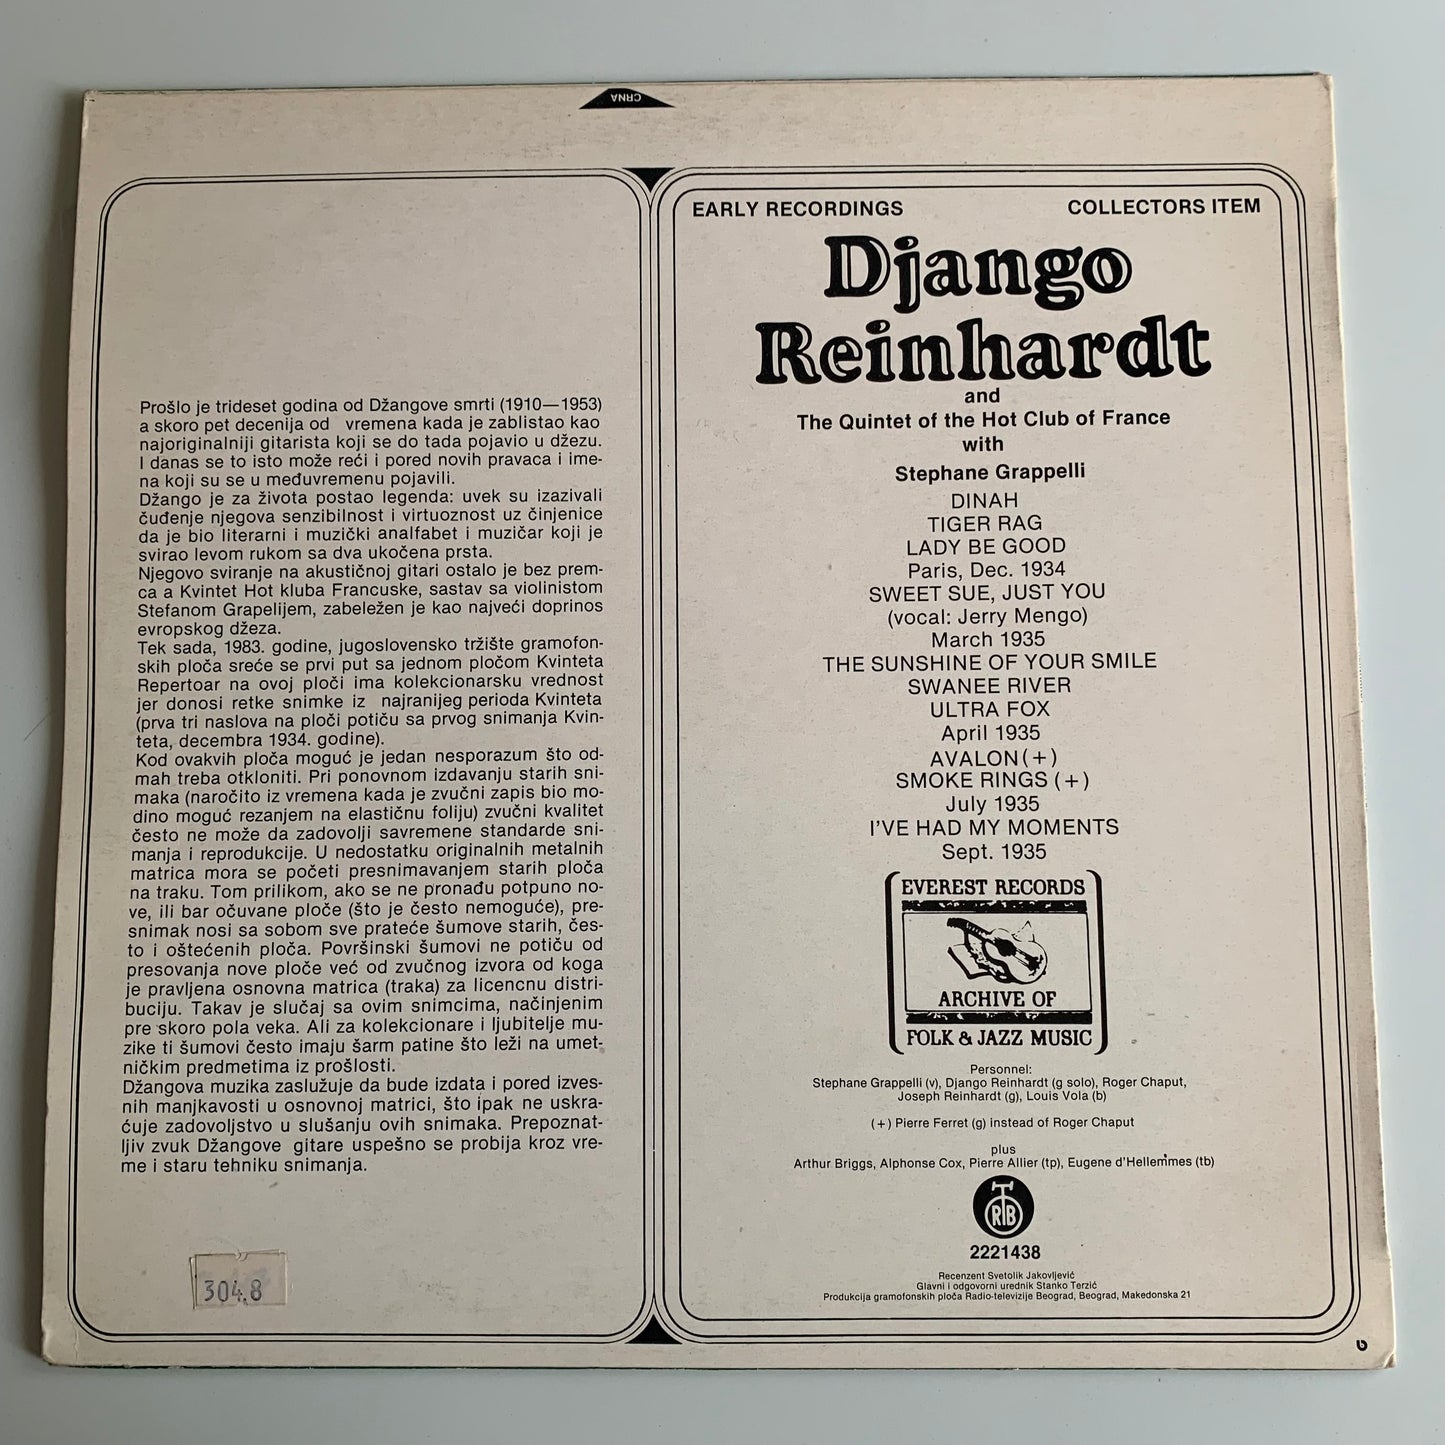 CRNA
Prošlo je trideset godina od Džangove smrti (1910—1953)
a skoro pet decenija od vremena kada je zablistao kao
najoriginalniji gitarista koji se do tada pojavio u džezu.
I danas se to isto može reći i pored novih pravaca i ime-
na koji su se u međuvremenu pojavili.
Džango je za života postao legenda: uvek su izazivali
čuđenje njegova senzibilnost i virtuoznost uz činjenice
da je bio literarni i muzički analfabet i muzičar koji je
svirao levom rukom sa dva ukočena prsta.
Njegovo sviranje na akustičnoj gitari ostalo je bez prem-
ca a Kvintet Hot kluba Francuske, sastav sa violinistom
Stefanom Grapelijem, zabeležen je kao najveći doprinos
evropskog džeza.
Tek sada, 1983. godine, jugoslovensko tržište gramofon-
skih ploča sreće se prvi put sa jednom pločom Kvinteta
Repertoar na ovoj ploči ima kolekcionarsku vrednost
jer donosi retke snimke iz najranijeg perioda Kvinteta
(prva tri naslova na ploči potiču sa prvog snimanja Kvin-
teta, decembra 1934. godine).
Kod ovakvih ploča moguć je jedan nesporazum što od-
mah treba otkloniti. Pri ponovnom izdavanju starih sni-
maka (naročito iz vremena kada je zvučni zapis bio mo-
dino moguć rezanjem na elastičnu foliju) zvučni kvalitet
često ne može da zadovolji savremene standarde sni-
manja i reprodukcije. U nedostatku originalnih metalnih
matrica mora se početi presnimavanjem starih ploča
na traku. Tom prilikom, ako se ne pronađu potpuno no-
ve, ili bar očuvane ploče (što je često nemoguće), pre-
snimak nosi sa sobom sve prateće šumove starih, čes-
to i oštećenih ploča. Površinski šumovi ne potiču od
presovanja nove ploče već od zvučnog izvora od koga
je pravljena osnovna matrica (traka) za licencnu distri-
buciju. Takav je slučaj sa ovim snimcima, načinjenim
pre skoro pola veka. Ali za kolekcionare i ljubitelje mu-
zike ti šumovi često imaju šarm patine što leži na umet-
ničkim predmetima iz prošlosti.
Džangova muzika zaslužuje da bude izdata i pored izves-
nih manjkavosti u osnovnoj matrici, što ipak ne uskra-
ćuje zadovoljstvo u slušanju ovih snimaka. Prepoznat-
ljiv zvuk Džangove gitare uspešno se probija kroz vre-
me i staru tehniku snimanja.
304.8
EARLY RECORDINGS COLLECTORS ITEM
Django
Reinhardt
and
The Quintet of the Hot Club of France
with
Stephane Grappelli
DINAH
TIGER RAG
LADY BE GOOD
Paris, Dec. 1934
SWEET SUE, JUST YOU
(vocal: Jerry Mengo)
March 1935
THE SUNSHINE OF YOUR SMILE
SWANEE RIVER
ULTRA FOX
April 1935
AVALON (+)
SMOKE RINGS (+)
July 1935
I'VE HAD MY MOMENTS
Sept. 1935
EVEREST RECORDS
ARCHIVE OF
FOLK & JAZZ MUSIC
Personnel:
Stephane Grappelli (v), Django Reinhardt (g solo), Roger Chaput,
Joseph Reinhardt (g), Louis Vola (b)
(+) Pierre Ferret (g) instead of Roger Chaput
plus
Arthur Briggs, Alphonse Cox, Pierre Allier (tp), Eugene d'Hellemmes (tb)
RTB
2221438
Recenzent Svetolik Jakovljević
Glavni i odgovorni urednik Stanko Terzić
Produkcija gramofonskih ploča Radio-televizije Beograd, Beograd, Makedonska 21